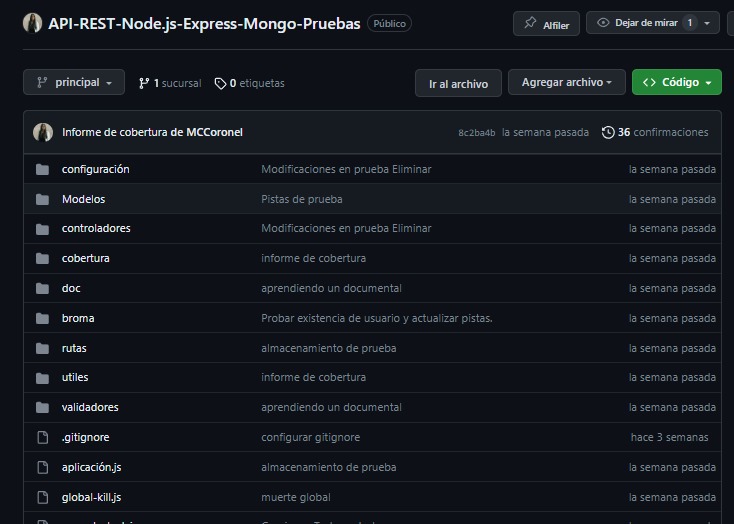 API-REST-Node.js-Express-Mongo-Pruebas Público Alfiler Dejar de mirar 1
principal 1 sucursal 0 etiquetas Ir al archivo Agregar archivo Código
Informe de cobertura de MCCoronel 8c2ba4b la semana pasada 36 confirmaciones
configuración Modificaciones en prueba Eliminar la semana pasada
Modelos Pistas de prueba la semana pasada
controladores Modificaciones en prueba Eliminar la semana pasada
cobertura informe de cobertura la semana pasada
doc aprendiendo un documental la semana pasada
broma Probar existencia de usuario y actualizar pistas. la semana pasada
rutas almacenamiento de prueba la semana pasada
utiles informe de cobertura la semana pasada
validadores aprendiendo un documental la semana pasada
.gitignore configurar gitignore hace 3 semanas
aplicación.js almacenamiento de prueba la semana pasada
global-kill.js muerte global la semana pasada